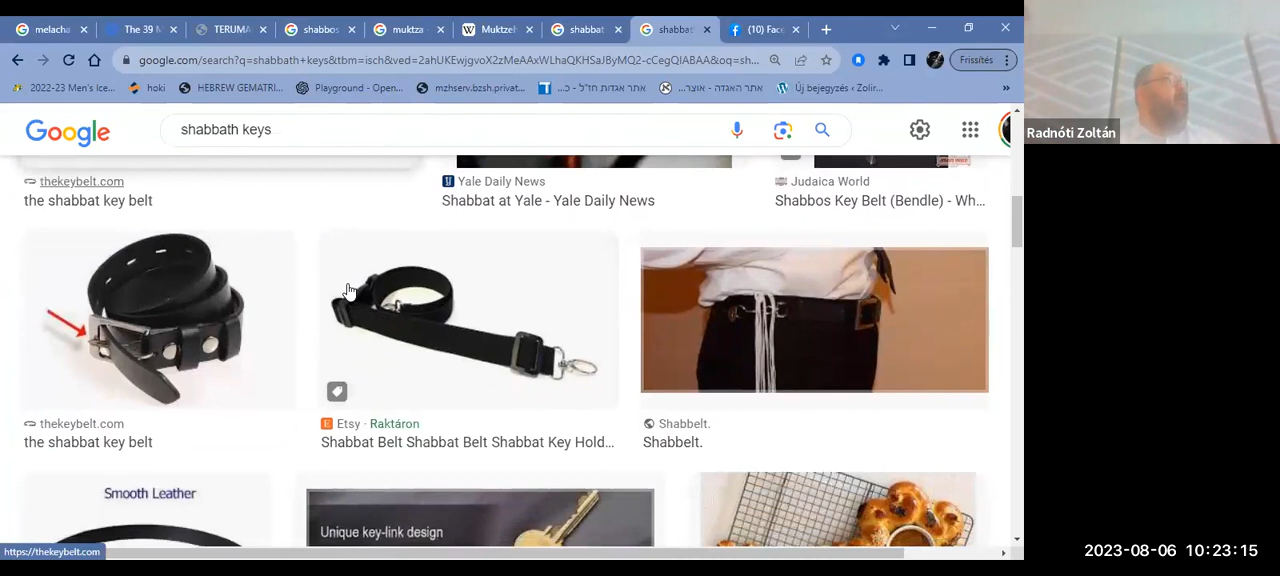 melacha
The 39 M
TERUMA
shabbos
muktza
Muktzeh
shabbat
shabbat
(10) Face
google.com/search?q=shabbath+keys&tbm=isch&ved=2ahUKEwjgvoX2zMeAAxWLhaQKHSaJByMQ2-cCegQIABAA&oq=sh...
Frissítés
2022-23 Men's Ice...
hoki
HEBREW GEMATRI...
Playground - Open...
mzhserv.bzsh.privat...
אתר אגדות חז"ל - כ...
אתר האגדה - אוצר...
Új bejegyzés ‹ Zolir...
Google
shabbath keys
Radnóti Zoltán
thekeybelt.com
the shabbat key belt
Yale Daily News
Shabbat at Yale - Yale Daily News
Judaica World
Shabbos Key Belt (Bendle) - Wh...
thekeybelt.com
the shabbat key belt
Etsy · Raktáron
Shabbat Belt Shabbat Belt Shabbat Key Hold...
Shabbelt.
Shabbelt.
Smooth Leather
Unique key-link design
https://thekeybelt.com
2023-08-06 10:23:15